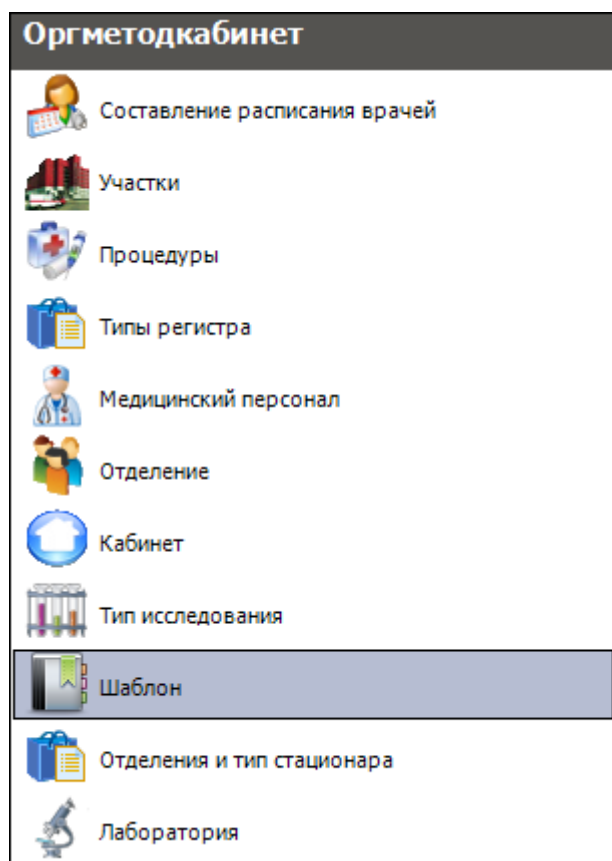 Оргметодкабинет
Составление расписания врачей
Участки
Процедуры
Типы регистра
Медицинский персонал
Отделение
Кабинет
Тип исследования
Шаблон
Отделения и тип стационара
Лаборатория